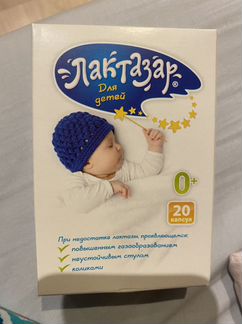 Лактазар®
Для
детей
0+
20
капсул
При недостатке лактазы, проявляющемся:
повышенным газообразованием
неустойчивым стулом
коликами